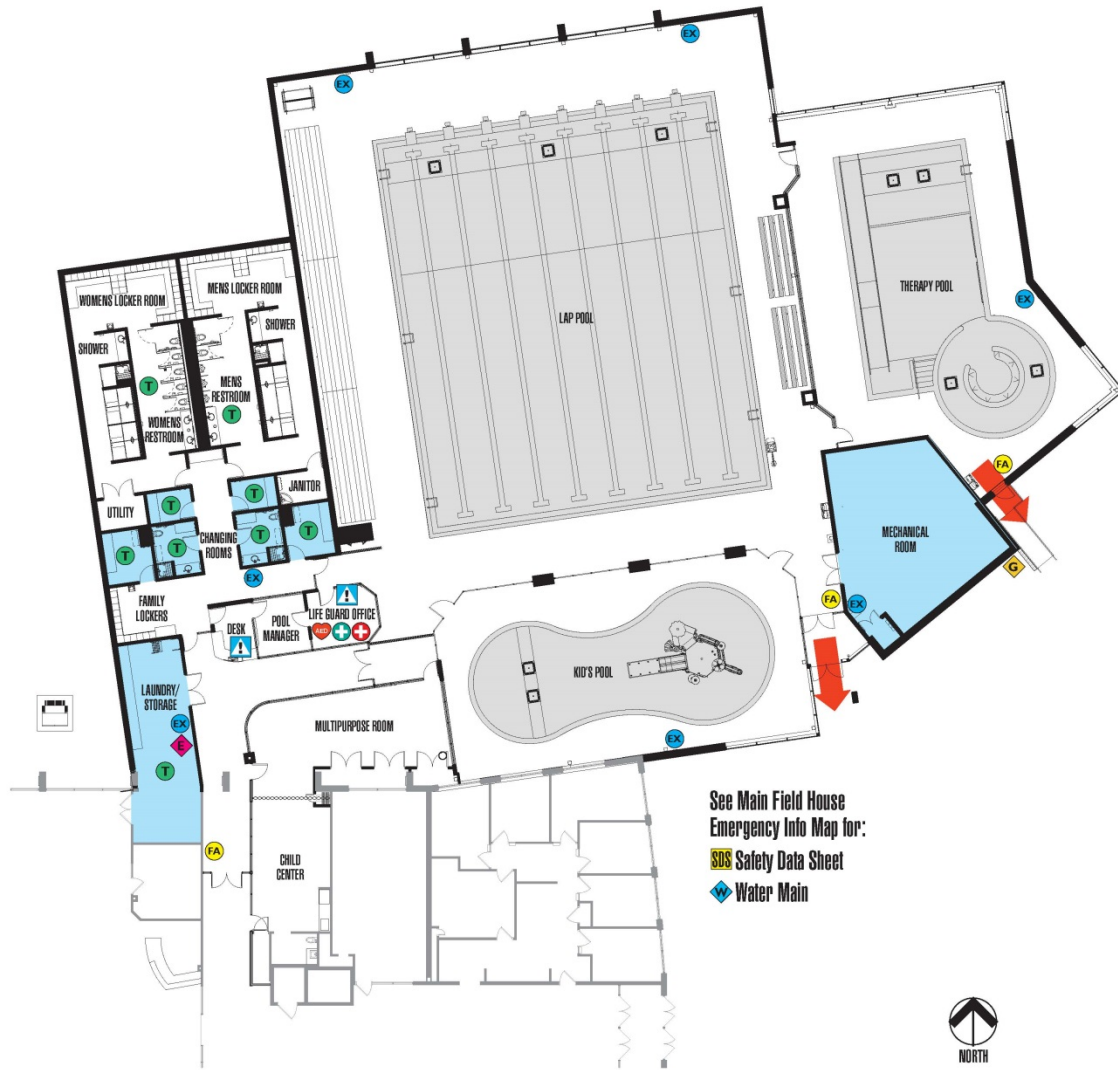 EX
EX
WOMENS LOCKER ROOM
MENS LOCKER ROOM
SHOWER
SHOWER
THERAPY POOL
LAP POOL
EX
T
MENS
RESTROOM
T
WOMENS
RESTROOM
FA
UTILITY
JANITOR
T
T
T
T
T
T
CHANGING
ROOMS
MECHANICAL
ROOM
G
EX
FAMILY
LOCKERS
DESK
POOL
MANAGER
!
LIFE GUARD OFFICE
AED
!
FA
EX
KID'S POOL
LAUNDRY/
STORAGE
EX
E
T
MULTIPURPOSE ROOM
EX
FA
CHILD
CENTER
See Main Field House
Emergency Info Map for:
SDS Safety Data Sheet
W Water Main
NORTH